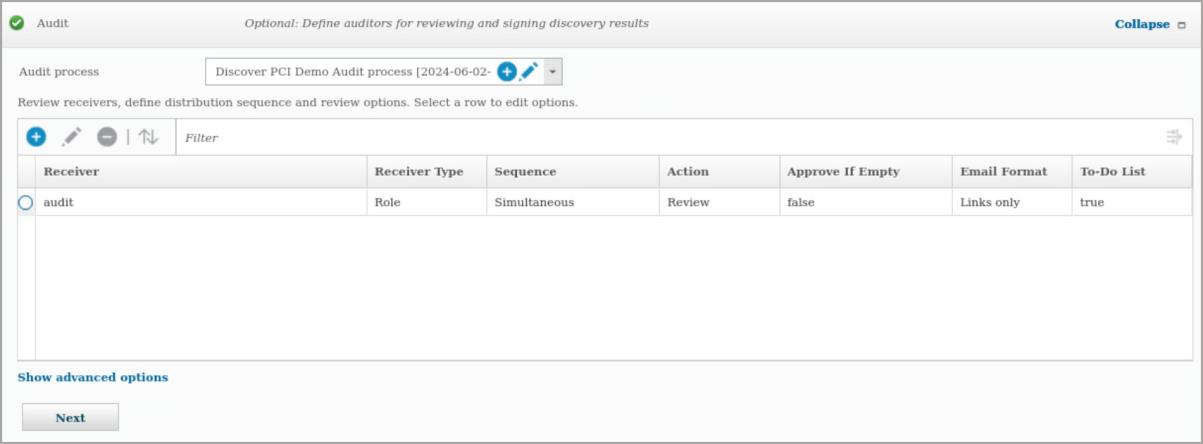 Audit Optional: Define auditors for reviewing and signing discovery results Collapse
Audit process Discover PCI Demo Audit process [2024-06-02-
Review receivers, define distribution sequence and review options. Select a row to edit options.
Filter
Receiver Receiver Type Sequence Action Approve If Empty Email Format To-Do List
audit Role Simultaneous Review false Links only true
Show advanced options
Next